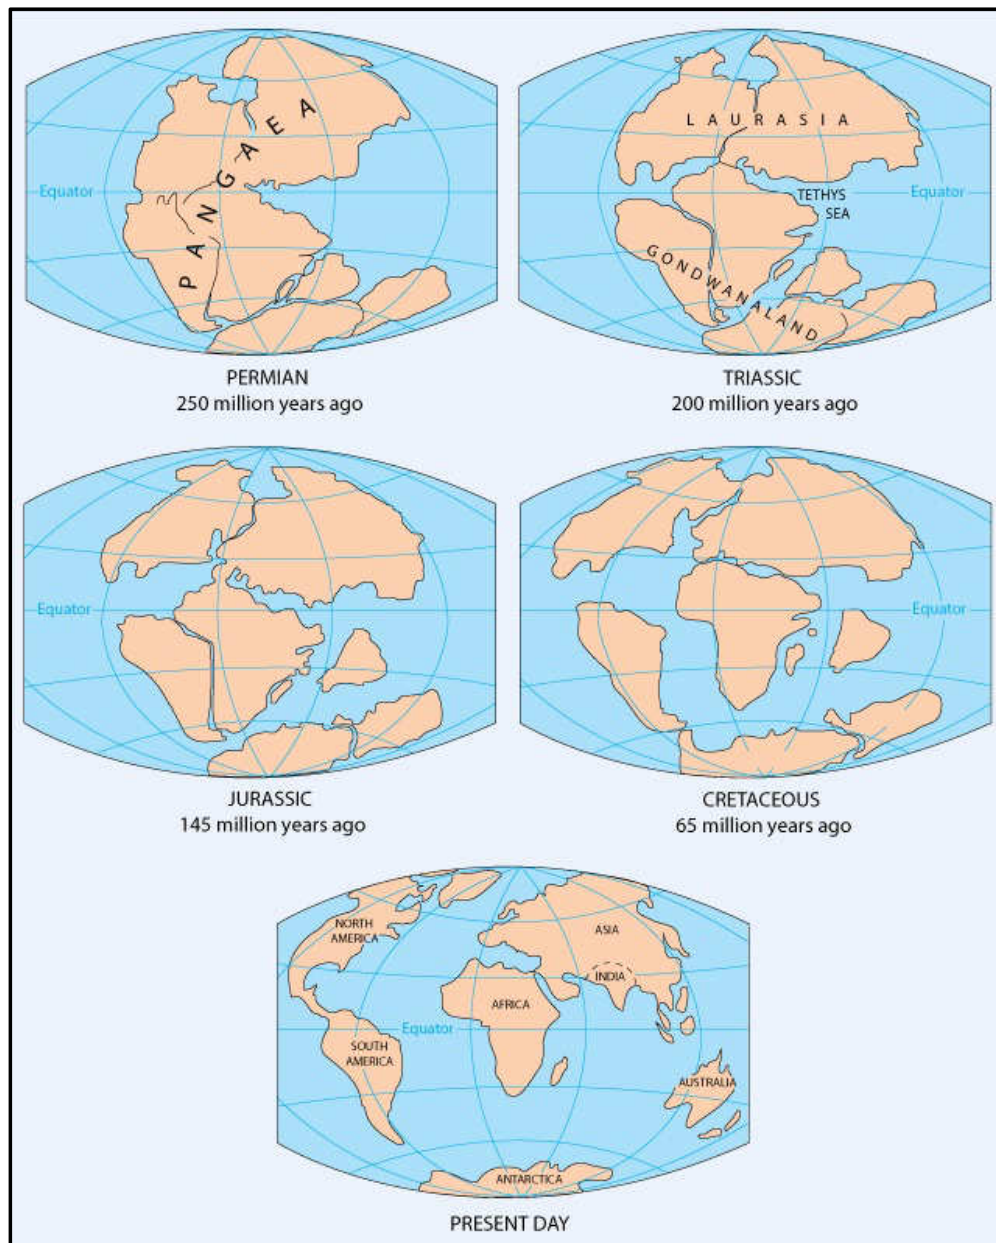 PANGAEA
Equator
PERMIAN
250 million years ago
LAURASIA
TETHYS
SEA
Equator
GONDWANALAND
TRIASSIC
200 million years ago
Equator
JURASSIC
145 million years ago
Equator
CRETACEOUS
65 million years ago
NORTH
AMERICA
ASIA
INDIA
AFRICA
Equator
SOUTH
AMERICA
AUSTRALIA
ANTARCTICA
PRESENT DAY